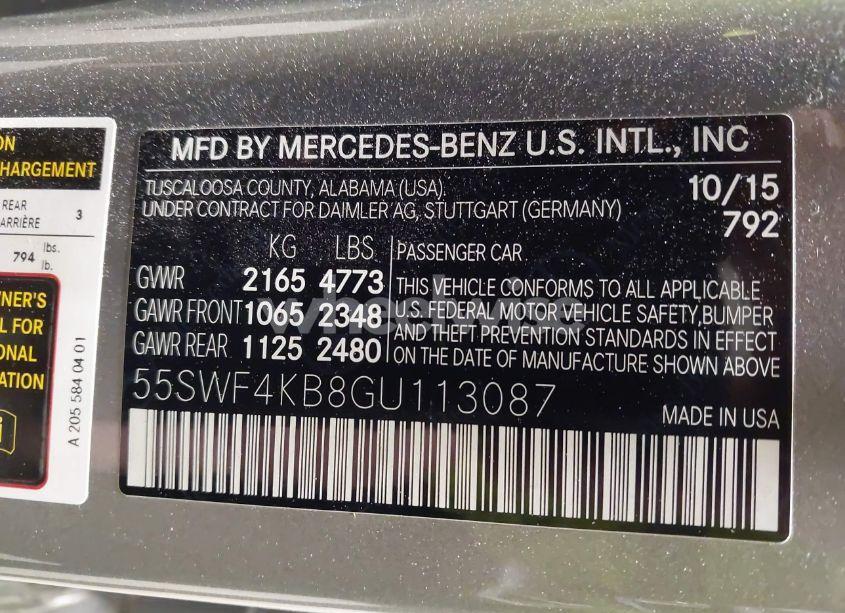 ON
HARGEMENT
REAR
ARRIÈRE
3
794 lbs.
lb.
WNER'S
L FOR
ONAL
ATION
A 205 584 04 01
MFD BY MERCEDES-BENZ U.S. INTL., INC
TUSCALOOSA COUNTY, ALABAMA (USA).
UNDER CONTRACT FOR DAIMLER AG, STUTTGART (GERMANY)
10/15
792
KG LBS
GVWR 2165 4773
GAWR FRONT 1065 2348
GAWR REAR 1125 2480
PASSENGER CAR
THIS VEHICLE CONFORMS TO ALL APPLICABLE
U.S. FEDERAL MOTOR VEHICLE SAFETY, BUMPER
AND THEFT PREVENTION STANDARDS IN EFFECT
ON THE DATE OF MANUFACTURE SHOWN ABOVE
55SWF4KB8GU113087
MADE IN USA